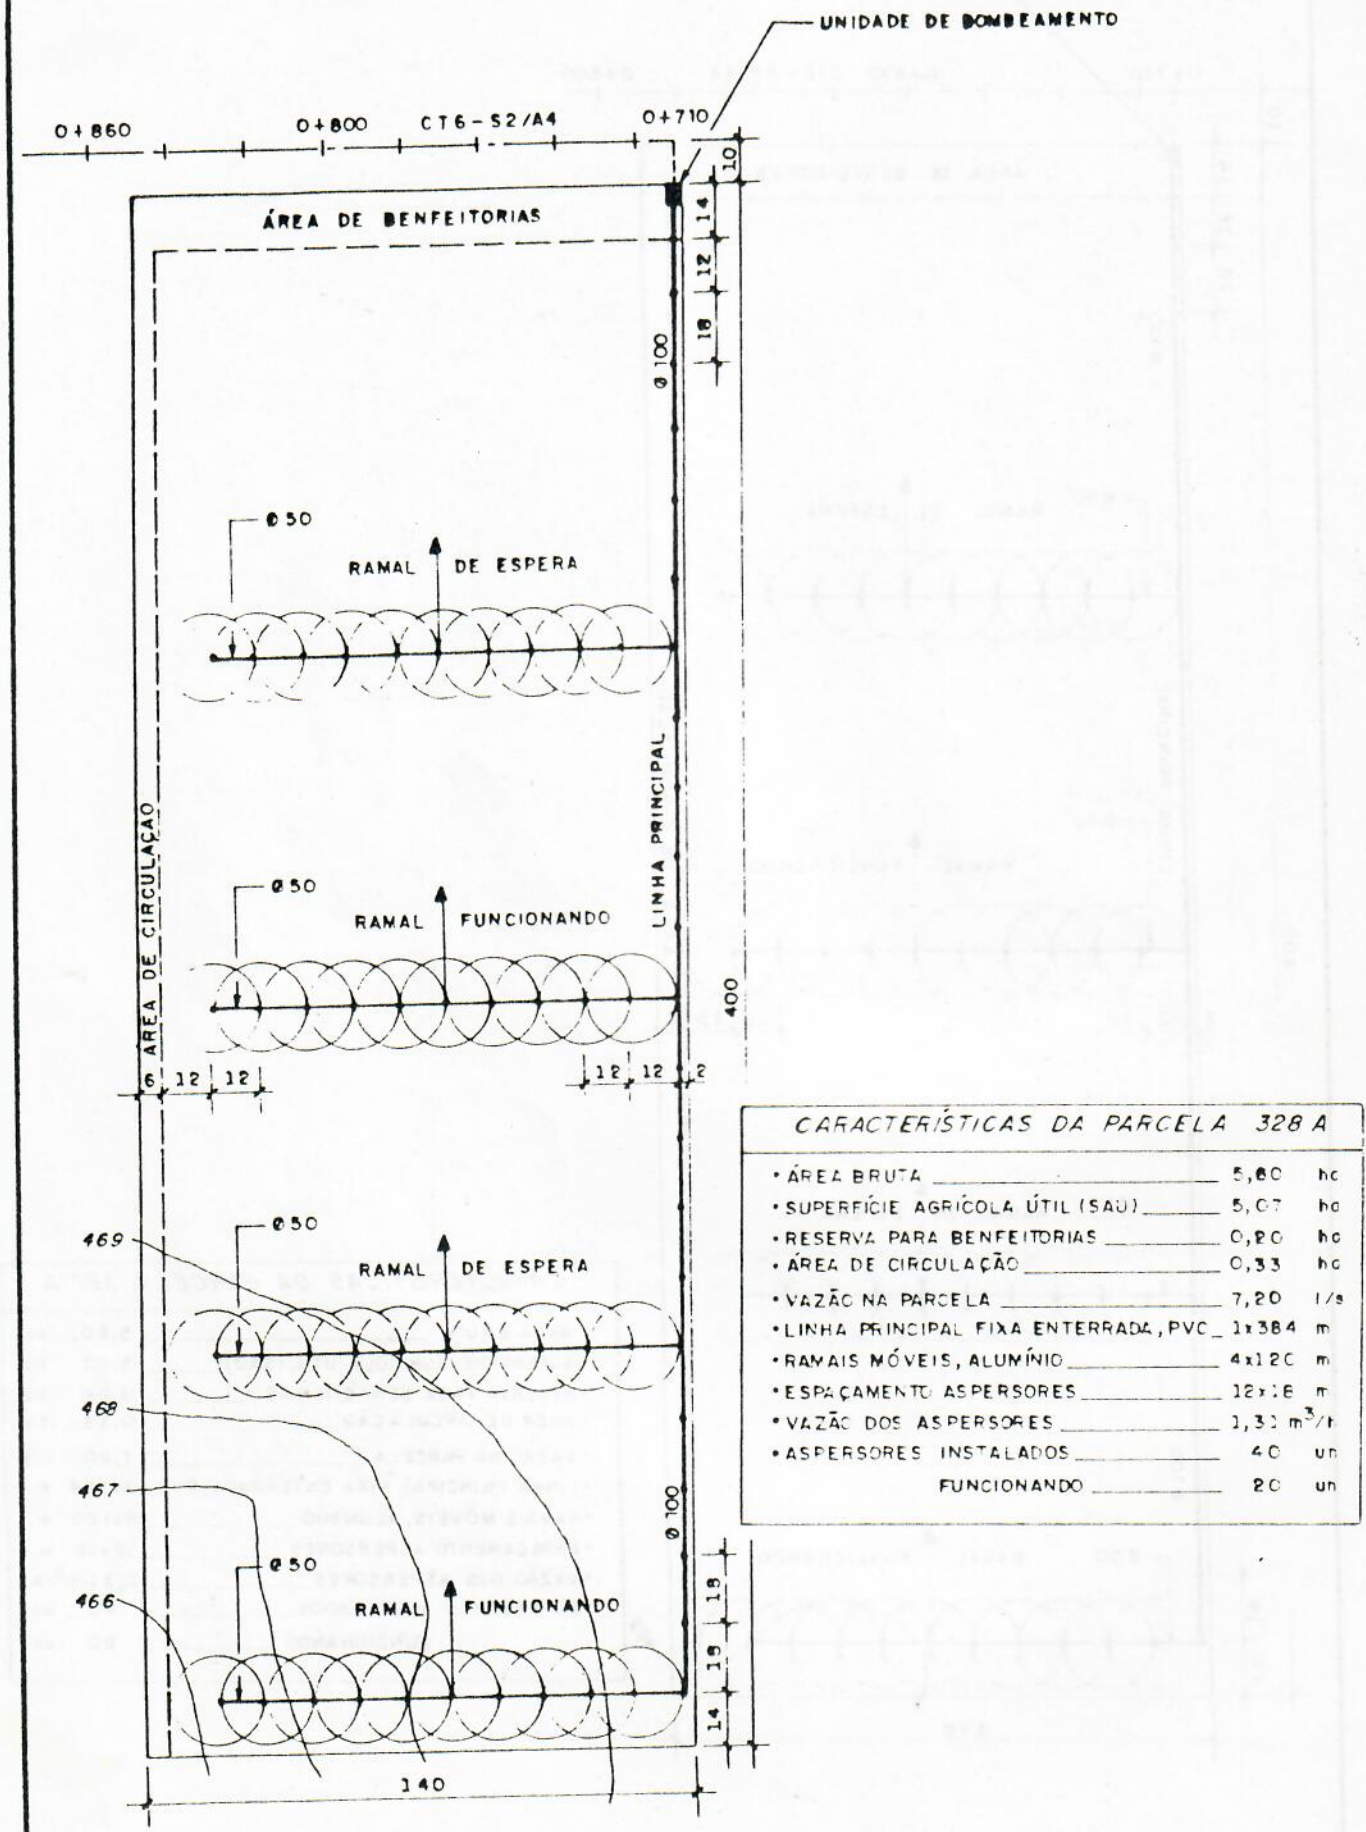 UNIDADE DE BOMBEAMENTO
0+860
0+800
CT6-S2/A4
0+710
10
ÁREA DE BENFEITORIAS
14
12
18
Ø 100
Ø 50
RAMAL DE ESPERA
LINHA PRINCIPAL
ÁREA DE CIRCULAÇÃO
Ø 50
RAMAL FUNCIONANDO
400
6
12
12
12
12
2
CARACTERÍSTICAS DA PARCELA 328 A
• ÁREA BRUTA 5,60 ha
• SUPERFÍCIE AGRÍCOLA ÚTIL (SAU) 5,07 ha
• RESERVA PARA BENFEITORIAS 0,20 ha
• ÁREA DE CIRCULAÇÃO 0,33 ha
• VAZÃO NA PARCELA 7,20 l/s
• LINHA PRINCIPAL FIXA ENTERRADA, PVC 1x384 m
• RAMAIS MÓVEIS, ALUMÍNIO 4x120 m
• ESPAÇAMENTO ASPERSORES 12x18 m
• VAZÃO DOS ASPERSORES m³/h
• ASPERSORES INSTALADOS 40 un
FUNCIONANDO 20 un
469
Ø 50
RAMAL DE ESPERA
468
467
Ø 100
Ø 50
466
RAMAL FUNCIONANDO
18
18
14
140